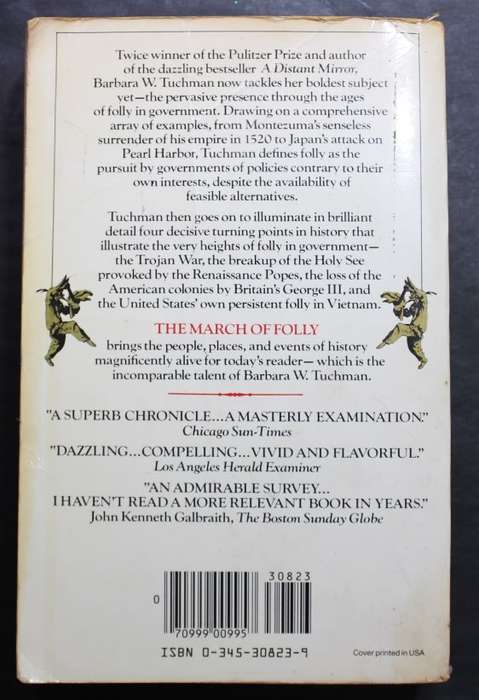 Twice winner of the Pulitzer Prize and author
of the dazzling bestseller A Distant Mirror,
Barbara W. Tuchman now tackles her boldest subject
yet—the pervasive presence through the ages
of folly in government. Drawing on a comprehensive
array of examples, from Montezuma's senseless
surrender of his empire in 1520 to Japan's attack on
Pearl Harbor, Tuchman defines folly as the
pursuit by governments of policies contrary to their
own interests, despite the availability of
feasible alternatives.
Tuchman then goes on to illuminate in brilliant
detail four decisive turning points in history that
illustrate the very heights of folly in government—
the Trojan War, the breakup of the Holy See
provoked by the Renaissance Popes, the loss of the
American colonies by Britain's George III, and
the United States' own persistent folly in Vietnam.
THE MARCH OF FOLLY
brings the people, places, and events of history
magnificently alive for today's reader—which is the
incomparable talent of Barbara W. Tuchman.
"A SUPERB CHRONICLE...A MASTERLY EXAMINATION."
Chicago Sun-Times
"DAZZLING...COMPELLING...VIVID AND FLAVORFUL."
Los Angeles Herald Examiner
"AN ADMIRABLE SURVEY...
I HAVEN'T READ A MORE RELEVANT BOOK IN YEARS."
John Kenneth Galbraith, The Boston Sunday Globe
30823
0
70999 00995
ISBN 0-345-30823-9
Cover printed in USA